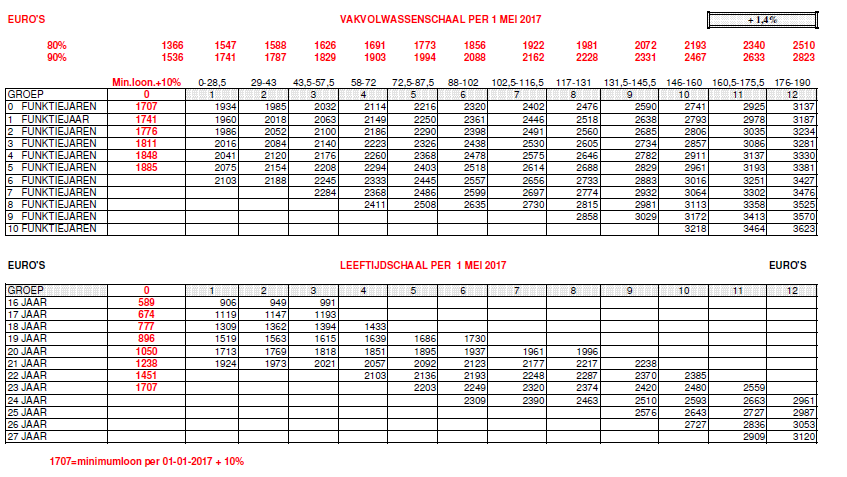 EURO'S VAKVOLWASSENSCHAAL PER 1 MEI 2017 + 1,4%
80% 1366 1547 1588 1626 1691 1773 1856 1922 1981 2072 2193 2340 2510
90% 1536 1741 1787 1829 1903 1994 2088 2162 2228 2331 2467 2633 2823
Min.loon.+10% 0-28,5 29-43 43,5-57,5 58-72 72,5-87,5 88-102 102,5-116,5 117-131 131,5-145,5 146-160 160,5-175,5 176-190
GROEP 0 1 2 3 4 5 6 7 8 9 10 11 12
0 FUNKTIEJAREN 1707 1934 1985 2032 2114 2216 2320 2402 2476 2590 2741 2925 3137
1 FUNKTIEJAAR 1741 1960 2018 2063 2149 2250 2361 2446 2518 2638 2793 2978 3187
2 FUNKTIEJAREN 1776 1986 2052 2100 2186 2290 2398 2491 2560 2685 2806 3035 3234
3 FUNKTIEJAREN 1811 2016 2084 2140 2223 2326 2438 2530 2605 2734 2857 3086 3281
4 FUNKTIEJAREN 1848 2041 2120 2176 2260 2368 2478 2575 2646 2782 2911 3137 3330
5 FUNKTIEJAREN 1885 2075 2154 2208 2294 2403 2518 2614 2688 2829 2961 3193 3381
6 FUNKTIEJAREN 2103 2188 2245 2333 2445 2557 2656 2733 2883 3016 3251 3427
7 FUNKTIEJAREN 2284 2368 2486 2599 2697 2774 2932 3064 3302 3476
8 FUNKTIEJAREN 2411 2508 2635 2730 2815 2981 3113 3358 3525
9 FUNKTIEJAREN 2858 3029 3172 3413 3570
10 FUNKTIEJAREN 3218 3464 3623
EURO'S LEEFTIJDSCHAAL PER 1 MEI 2017 EURO'S
GROEP 0 1 2 3 4 5 6 7 8 9 10 11 12
16 JAAR 589 906 949 991
17 JAAR 674 1119 1147 1193
18 JAAR 777 1309 1362 1394 1433
19 JAAR 896 1519 1563 1615 1639 1686 1730
20 JAAR 1050 1713 1769 1818 1851 1895 1937 1961 1996
21 JAAR 1238 1924 1973 2021 2057 2092 2123 2177 2217 2238
22 JAAR 1451 2103 2136 2193 2248 2287 2370 2385
23 JAAR 1707 2203 2249 2320 2374 2420 2480 2559
24 JAAR 2309 2390 2463 2510 2593 2663 2961
25 JAAR 2576 2643 2727 2987
26 JAAR 2727 2836 3053
27 JAAR 2909 3120
1707=minimumloon per 01-01-2017 + 10%